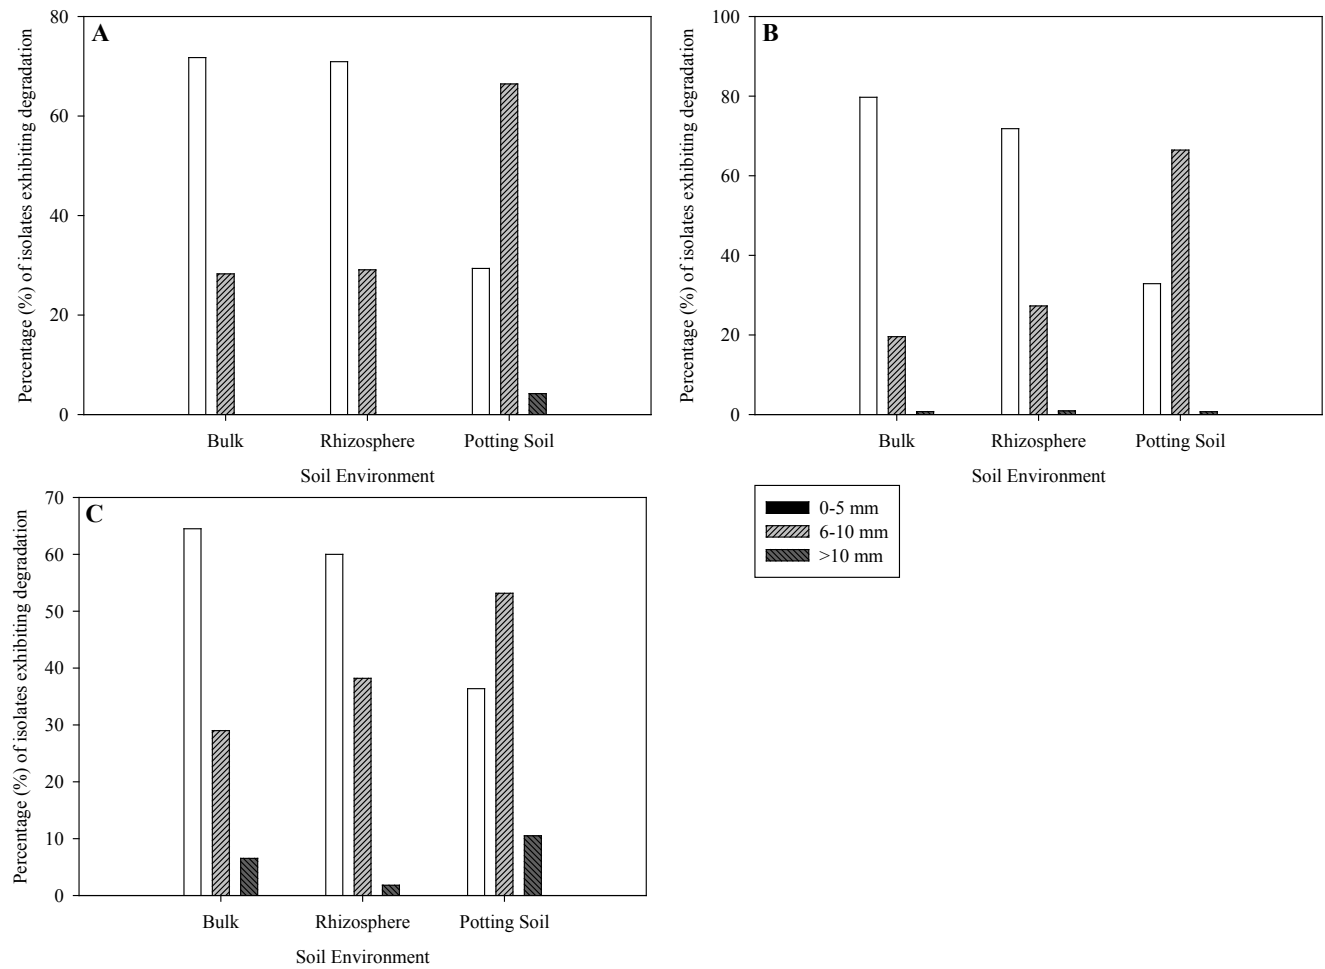 A
Percentage (%) of isolates exhibiting degradation
80
60
40
20
0
Bulk
Rhizosphere
Potting Soil
Soil Environment
B
Percentage (%) of isolates exhibiting degradation
100
80
60
40
20
0
Bulk
Rhizosphere
Potting Soil
Soil Environment
C
Percentage (%) of isolates exhibiting degradation
70
60
50
40
30
20
10
0
Bulk
Rhizosphere
Potting Soil
Soil Environment
0-5 mm
6-10 mm
>10 mm